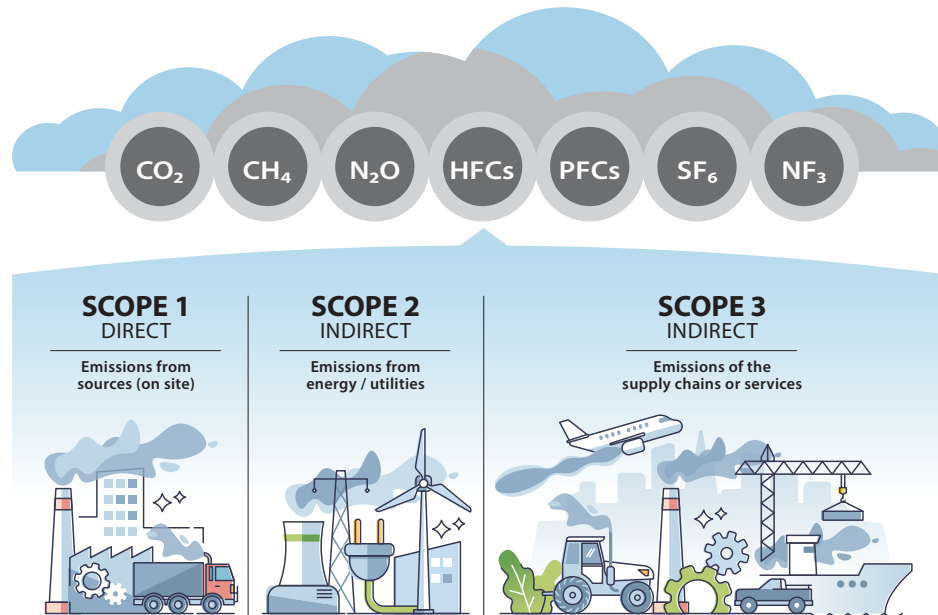 CO₂ CH₄ N₂O HFCs PFCs SF₆ NF₃
SCOPE 1
DIRECT
Emissions from
sources (on site)
SCOPE 2
INDIRECT
Emissions from
energy / utilities
SCOPE 3
INDIRECT
Emissions of the
supply chains or services